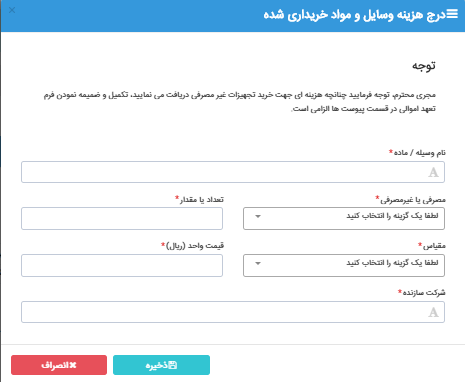 درج هزینه وسایل و مواد خریداری شده
توجه
مجری محترم، توجه فرمایید چنانچه هزینه ای جهت خرید تجهیزات غیر مصرفی دریافت می نمایید، تکمیل و ضمیمه نمودن فرم
تعهد اموالی در قسمت پیوست ها الزامی است.
نام وسیله / ماده*
A
مصرفی یا غیرمصرفی* تعداد یا مقدار*
لطفا یک گزینه را انتخاب کنید
مقیاس* قیمت واحد (ریال)*
لطفا یک گزینه را انتخاب کنید
شرکت سازنده*
A
ذخیره انصراف